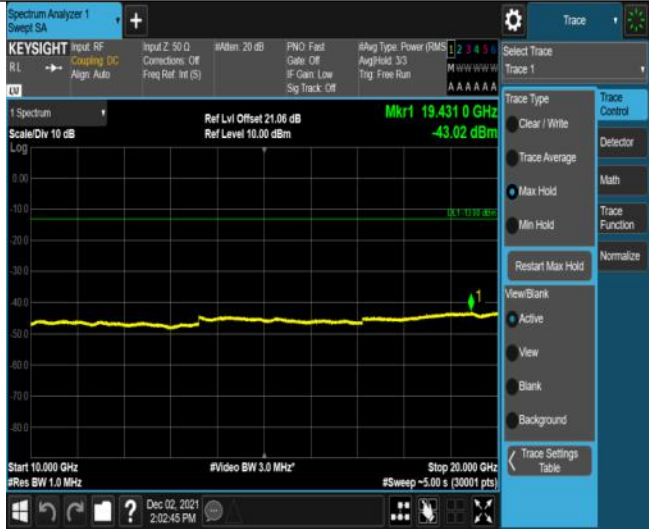 Spectrum Analyzer 1
Swept SA
+
Trace
KEYSIGHT
RL
LV
Input: RF
Coupling: DC
Align: Auto
Input Z: 50 Ω
Corrections: Off
Freq Ref: Int (S)
#Atten: 20 dB
PNO: Fast
Gate: Off
IF Gain: Low
Sig Track: Off
#Avg Type: Power (RMS
Avg|Hold: 3/3
Trig: Free Run
1 2 3 4 5 6
M W W W W W
A A A A A A
Select Trace
Trace 1
1 Spectrum
Scale/Div 10 dB
Log
Ref Lvl Offset 21.06 dB
Ref Level 10.00 dBm
Mkr1 19.431 0 GHz
-43.02 dBm
0.00
-10.0
-20.0
-30.0
-40.0
-50.0
-60.0
-70.0
-80.0
DL1 -13.00 dBm
1
Start 10.000 GHz
#Res BW 1.0 MHz
#Video BW 3.0 MHz*
Stop 20.000 GHz
#Sweep ~5.00 s (30001 pts)
Trace Type
Clear / Write
Trace Average
Max Hold
Min Hold
Restart Max Hold
View/Blank
Active
View
Blank
Background
Trace Settings
Table
Trace
Control
Detector
Math
Trace
Function
Normalize
?
Dec 02, 2021
2:02:45 PM